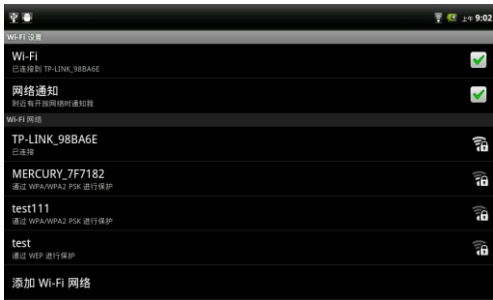 上午 9:02
Wi-Fi 设置
Wi-Fi
已连接到 TP-LINK_98BA6E
网络通知
附近有开放网络时通知我
Wi-Fi 网络
TP-LINK_98BA6E
已连接
MERCURY_7F7182
通过 WPA/WPA2 PSK 进行保护
test111
通过 WPA/WPA2 PSK 进行保护
test
通过 WEP 进行保护
添加 Wi-Fi 网络